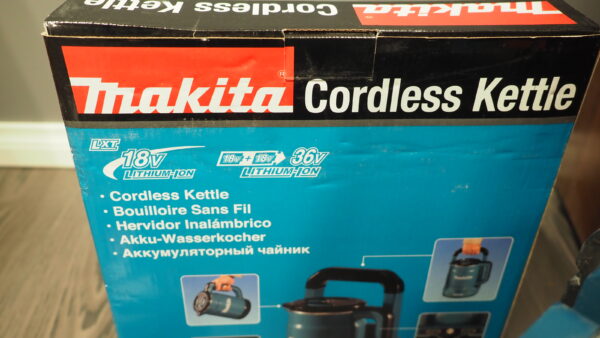 makita Cordless Kettle
makita® Cordless Kettle
LXT 18V LITHIUM-ION
18V + 18V 36V LITHIUM-ION
· Cordless Kettle
· Bouilloire Sans Fil
· Hervidor Inalámbrico
· Akku-Wasserkocher
· Аккумуляторный чайник